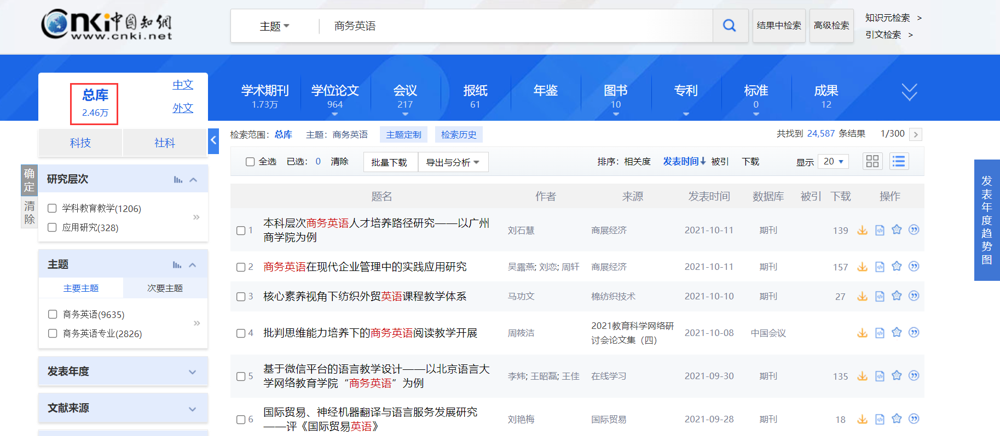 cnki中国知網
www.cnki.net
主题
商务英语
结果中检索
高级检索
知识元检索 >
引文检索 >
总库
2.46万
中文
外文
学术期刊
1.73万
学位论文
964
会议
217
报纸
61
年鉴
图书
10
专利
标准
0
成果
12
科技
社科
检索范围：总库 主题：商务英语 主题定制 检索历史
共找到 24,587 条结果 1/300 >
全选 已选： 0 清除
批量下载
导出与分析
排序： 相关度 发表时间↓ 被引 下载
显示 20
确定
清除
研究层次
学科教育教学(1206)
应用研究(328)
»
主题
主要主题
次要主题
商务英语(9635)
商务英语专业(2826)
»
发表年度
文献来源
题名 作者 来源 发表时间 数据库 被引 下载 操作
1 本科层次商务英语人才培养路径研究——以广州
商学院为例
刘石慧 商展经济 2021-10-11 期刊 139
2 商务英语在现代企业管理中的实践应用研究 吴露燕; 刘恋; 周轩 商展经济 2021-10-11 期刊 157
3 核心素养视角下纺织外贸英语课程教学体系 马功文 棉纺织技术 2021-10-10 期刊 27
4 批判思维能力培养下的商务英语阅读教学开展 周筱洁
2021教育科学网络研
讨会论文集（四）
2021-10-08 中国会议
5 基于微信平台的语言教学设计——以北京语言大
学网络教育学院“商务英语”为例
李炜; 王昭磊; 王佳 在线学习 2021-09-30 期刊 135
6 国际贸易、神经机器翻译与语言服务发展研究
——评《国际贸易英语》
刘艳梅 国际贸易 2021-09-28 期刊 18
发表年度趋势图